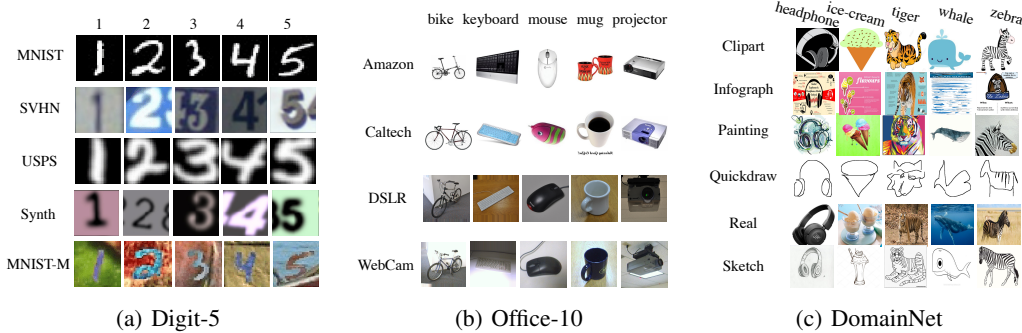 1 2 3 4 5
MNIST
SVHN
USPS
Synth
MNIST-M
(a) Digit-5
bike keyboard mouse mug projector
Amazon
Caltech
DSLR
WebCam
(b) Office-10
headphone ice-cream tiger whale zebra
Clipart
Infograph
flavours
Painting
Quickdraw
Real
Sketch
(c) DomainNet